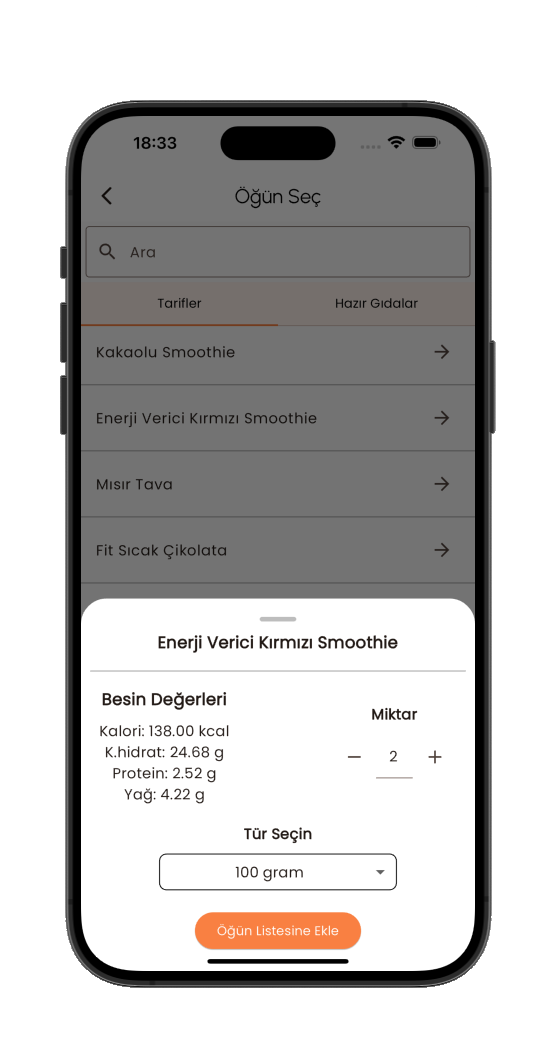 18:33
Öğün Seç
Ara
Tarifler
Hazır Gıdalar
Kakaolu Smoothie
Enerji Verici Kırmızı Smoothie
Mısır Tava
Fit Sıcak Çikolata
Enerji Verici Kırmızı Smoothie
Besin Değerleri
Kalori: 138.00 kcal
K.hidrat: 24.68 g
Protein: 2.52 g
Yağ: 4.22 g
Miktar
2
Tür Seçin
100 gram
Öğün Listesine Ekle